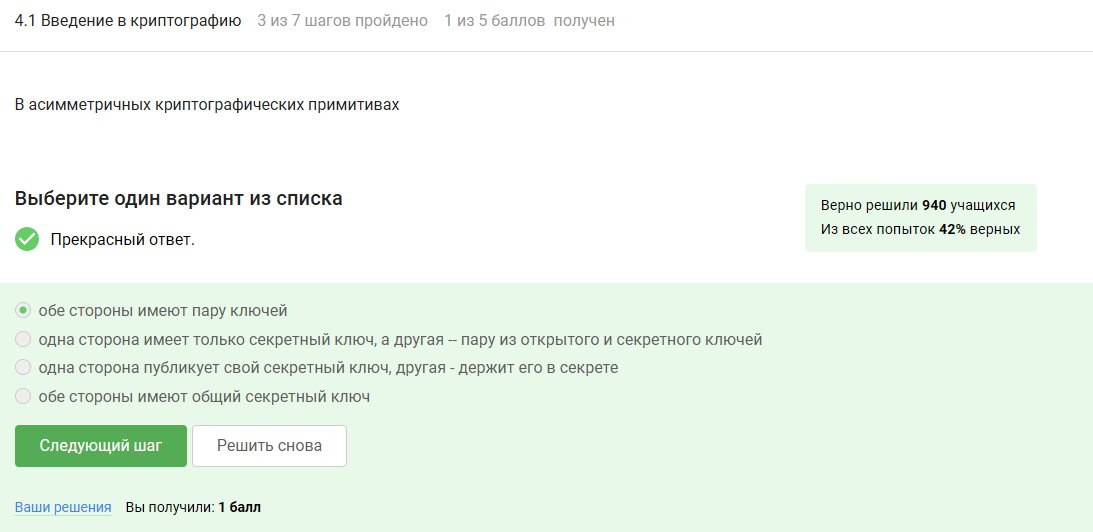 4.1 Введение в криптографию 3 из 7 шагов пройдено 1 из 5 баллов получен
В асимметричных криптографических примитивах
Выберите один вариант из списка
Прекрасный ответ.
Верно решили 940 учащихся
Из всех попыток 42% верных
обе стороны имеют пару ключей
одна сторона имеет только секретный ключ, а другая -- пару из открытого и секретного ключей
одна сторона публикует свой секретный ключ, другая - держит его в секрете
обе стороны имеют общий секретный ключ
Следующий шаг Решить снова
Ваши решения Вы получили: 1 балл